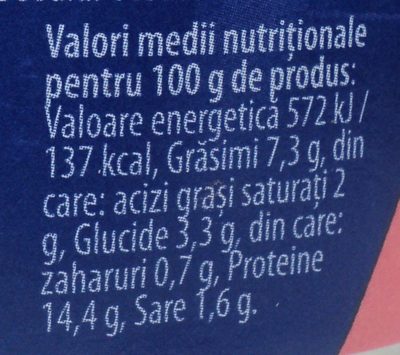 Valori medii nutriționale
pentru 100 g de produs:
Valoare energetică 572 kJ/
137 kcal, Grăsimi 7,3 g, din
care: acizi grași saturați 2
g, Glucide 3,3 g, din care:
zaharuri 0,7 g, Proteine
14,4 g, Sare 1,6 g.